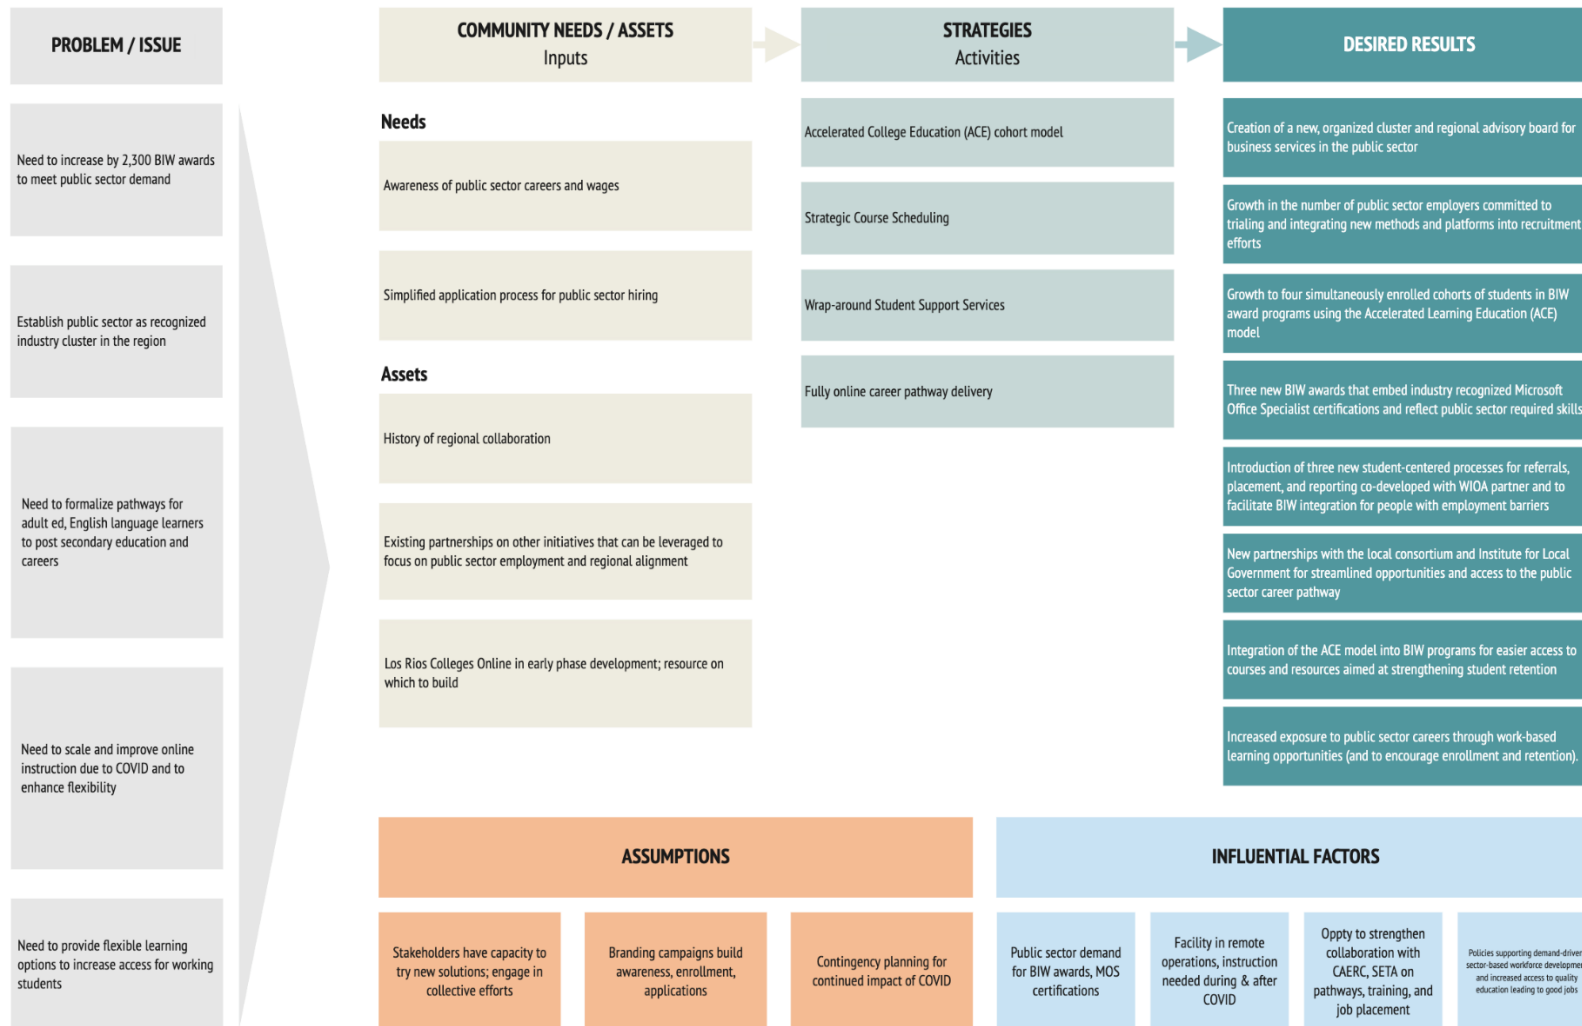 PROBLEM / ISSUE
Need to increase by 2,300 BIW awards
to meet public sector demand
Establish public sector as recognized
industry cluster in the region
Need to formalize pathways for
adult ed, English language learners
to post secondary education and
careers
Need to scale and improve online
instruction due to COVID and to
enhance flexibility
Need to provide flexible learning
options to increase access for working
students
COMMUNITY NEEDS / ASSETS
Inputs
Needs
Awareness of public sector careers and wages
Simplified application process for public sector hiring
Assets
History of regional collaboration
Existing partnerships on other initiatives that can be leveraged to
focus on public sector employment and regional alignment
Los Rios Colleges Online in early phase development; resource on
which to build
STRATEGIES
Activities
Accelerated College Education (ACE) cohort model
Strategic Course Scheduling
Wrap-around Student Support Services
Fully online career pathway delivery
DESIRED RESULTS
Creation of a new, organized cluster and regional advisory board for
business services in the public sector
Growth in the number of public sector employers committed to
trialing and integrating new methods and platforms into recruitment
efforts
Growth to four simultaneously enrolled cohorts of students in BIW
award programs using the Accelerated Learning Education (ACE)
model
Three new BIW awards that embed industry recognized Microsoft
Office Specialist certifications and reflect public sector required skills
Introduction of three new student-centered processes for referrals,
placement, and reporting co-developed with WIOA partner and to
facilitate BIW integration for people with employment barriers
New partnerships with the local consortium and Institute for Local
Government for streamlined opportunities and access to the public
sector career pathway
Integration of the ACE model into BIW programs for easier access to
courses and resources aimed at strengthening student retention
Increased exposure to public sector careers through work-based
learning opportunities (and to encourage enrollment and retention).
ASSUMPTIONS
Stakeholders have capacity to
try new solutions; engage in
collective efforts
Branding campaigns build
awareness, enrollment,
applications
Contingency planning for
continued impact of COVID
INFLUENTIAL FACTORS
Public sector demand
for BIW awards, MOS
certifications
Facility in remote
operations, instruction
needed during & after
COVID
Oppty to strengthen
collaboration with
CAERC, SETA on
pathways, training, and
job placement
Policies supporting demand-driven
sector-based workforce development
and increased access to quality
education leading to good jobs